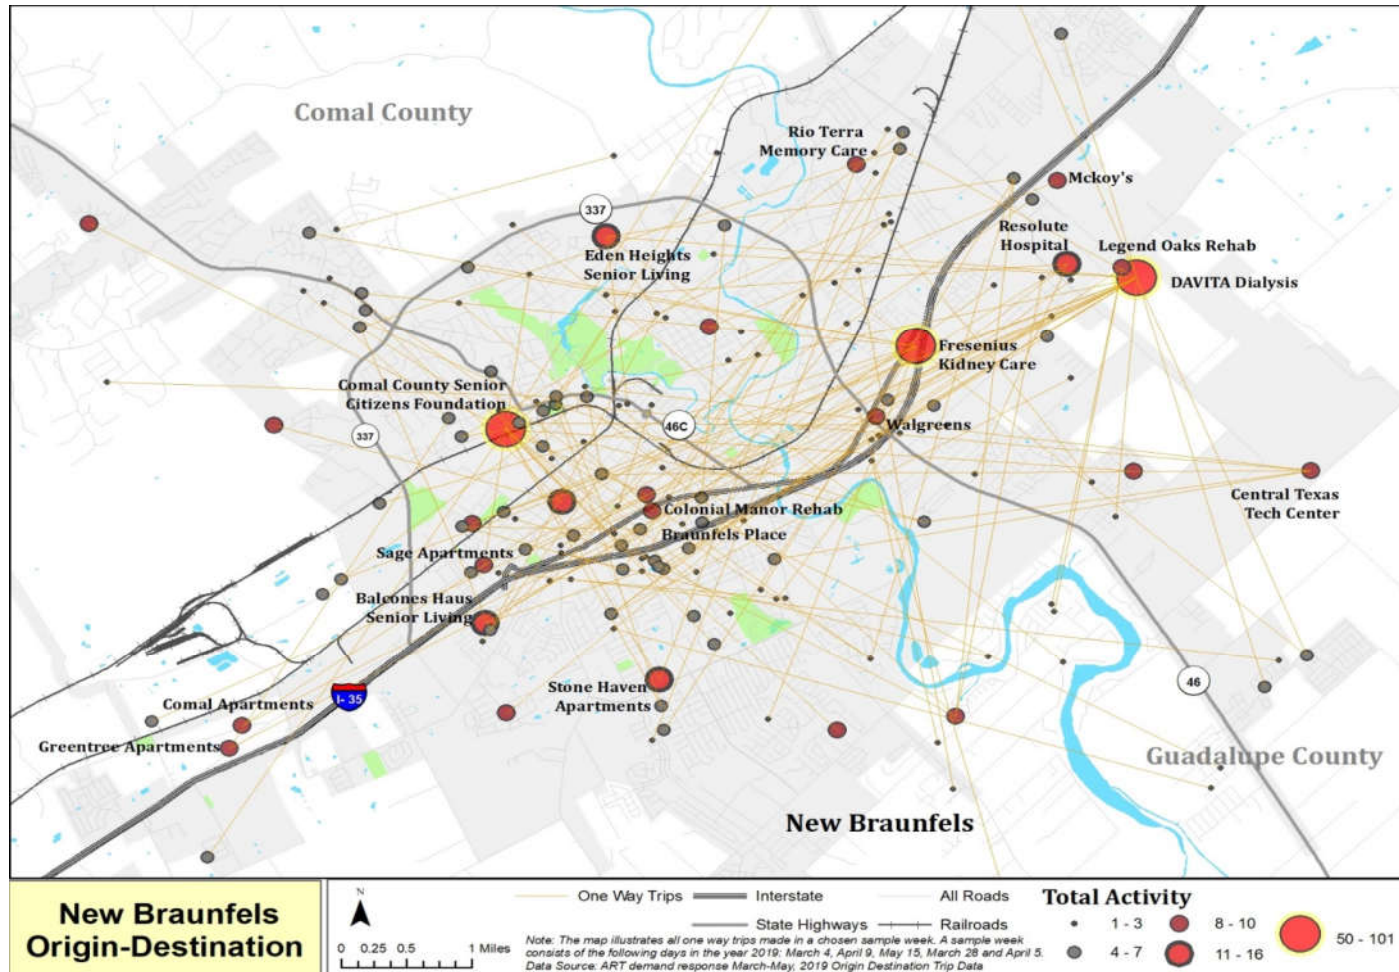 Comal County
Rio Terra
Memory Care
Mckoy's
337
Resolute
Hospital
Legend Oaks Rehab
Eden Heights
Senior Living
DAVITA Dialysis
Fresenius
Kidney Care
Comal County Senior
Citizens Foundation
337
46C
Walgreens
Central Texas
Tech Center
Colonial Manor Rehab
Braunfels Place
Sage Apartments
Balcones Haus
Senior Living
46
Stone Haven
Apartments
I- 35
Comal Apartments
Greentree Apartments
Guadalupe County
New Braunfels
New Braunfels
Origin-Destination
N
0 0.25 0.5 1 Miles
One Way Trips
Interstate
All Roads
State Highways
Railroads
Note: The map illustrates all one way trips made in a chosen sample week. A sample week
consists of the following days in the year 2019: March 4, April 9, May 15, March 28 and April 5.
Data Source: ART demand response March-May, 2019 Origin Destination Trip Data
Total Activity
1 - 3
8 - 10
50 - 101
4 - 7
11 - 16